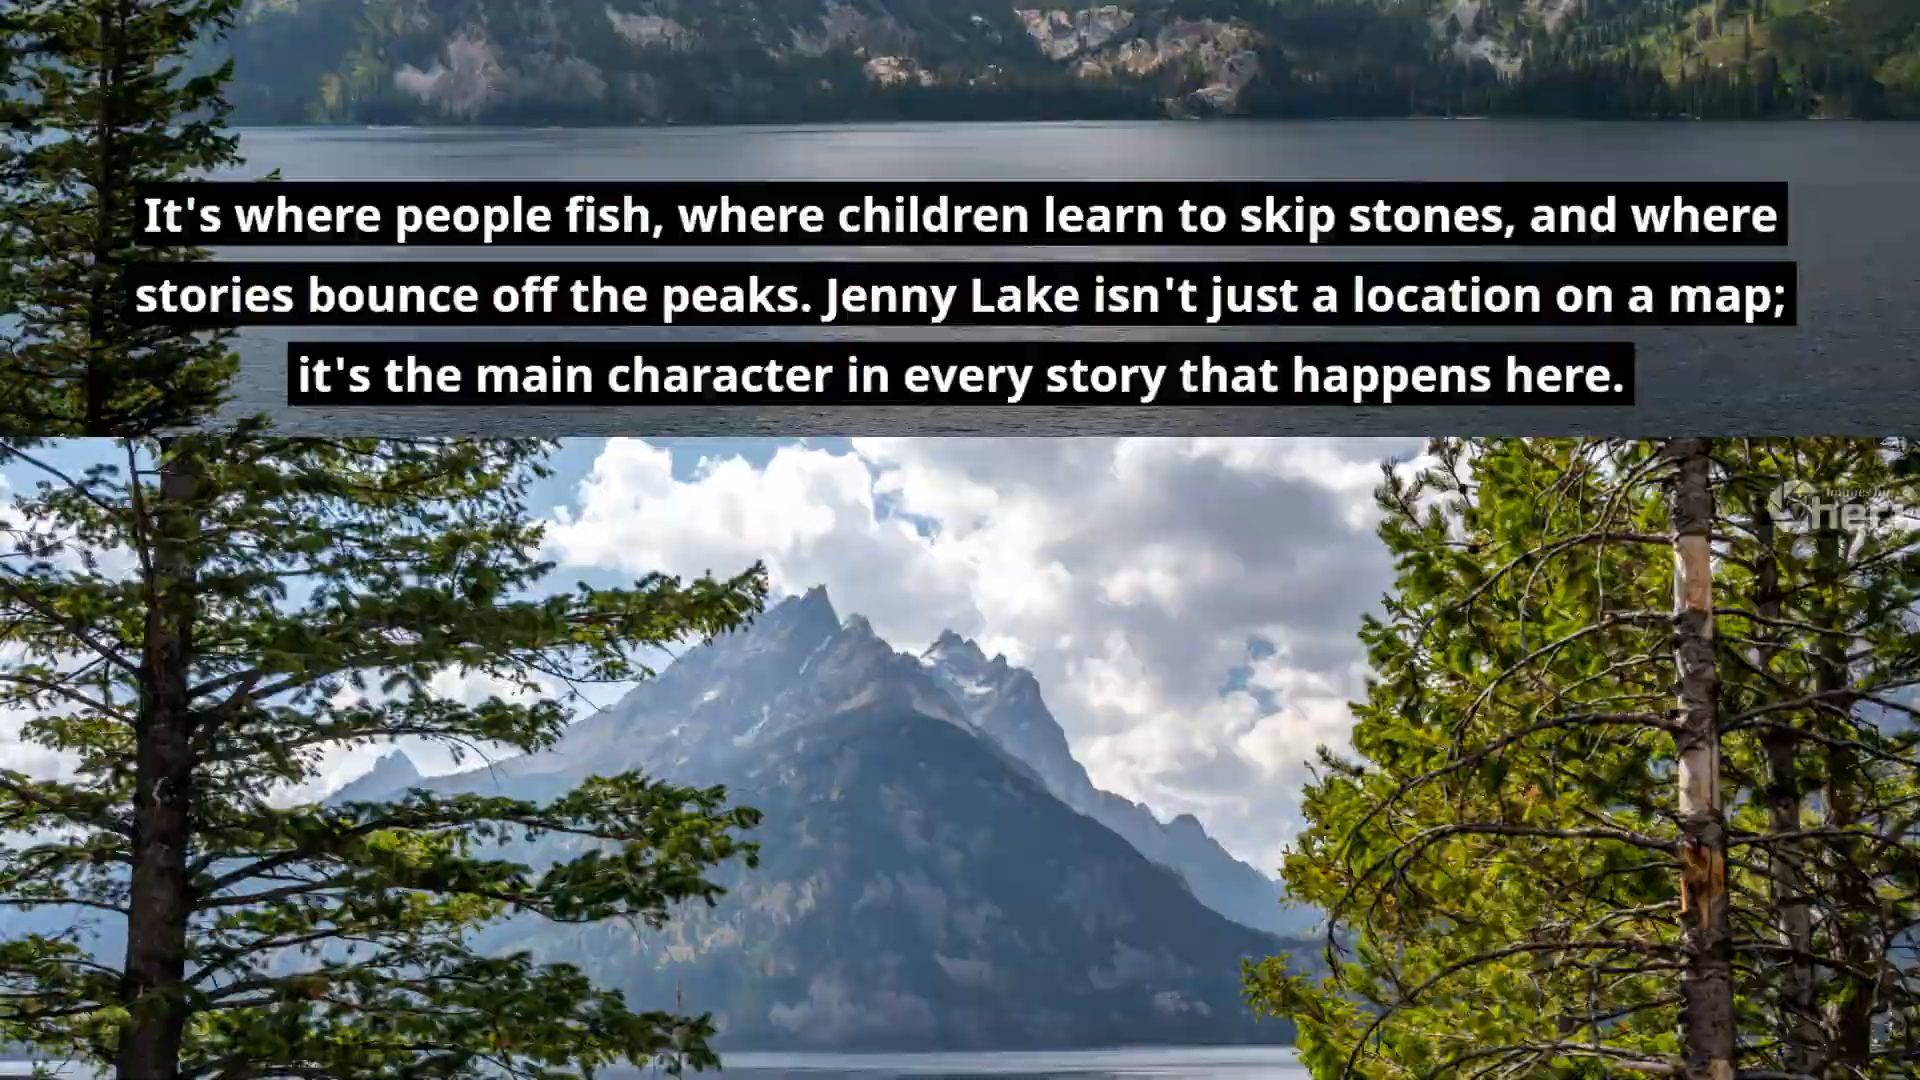 It's where people fish, where children learn to skip stones, and where
stories bounce off the peaks. Jenny Lake isn't just a location on a map;
it's the main character in every story that happens here.